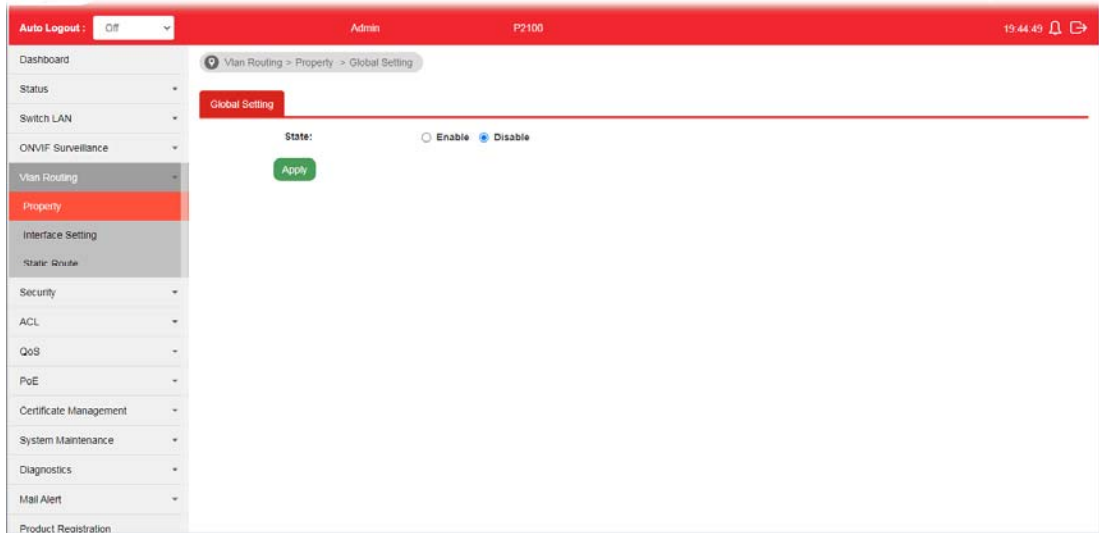 Auto Logout : Off Admin P2100 19:44:49
Dashboard
Status
Switch LAN
ONVIF Surveillance
Vlan Routing
Property
Interface Setting
Static Route
Security
ACL
QoS
PoE
Certificate Management
System Maintenance
Diagnostics
Mail Alert
Product Registration
Vlan Routing > Property > Global Setting
Global Setting
State: Enable Disable
Apply